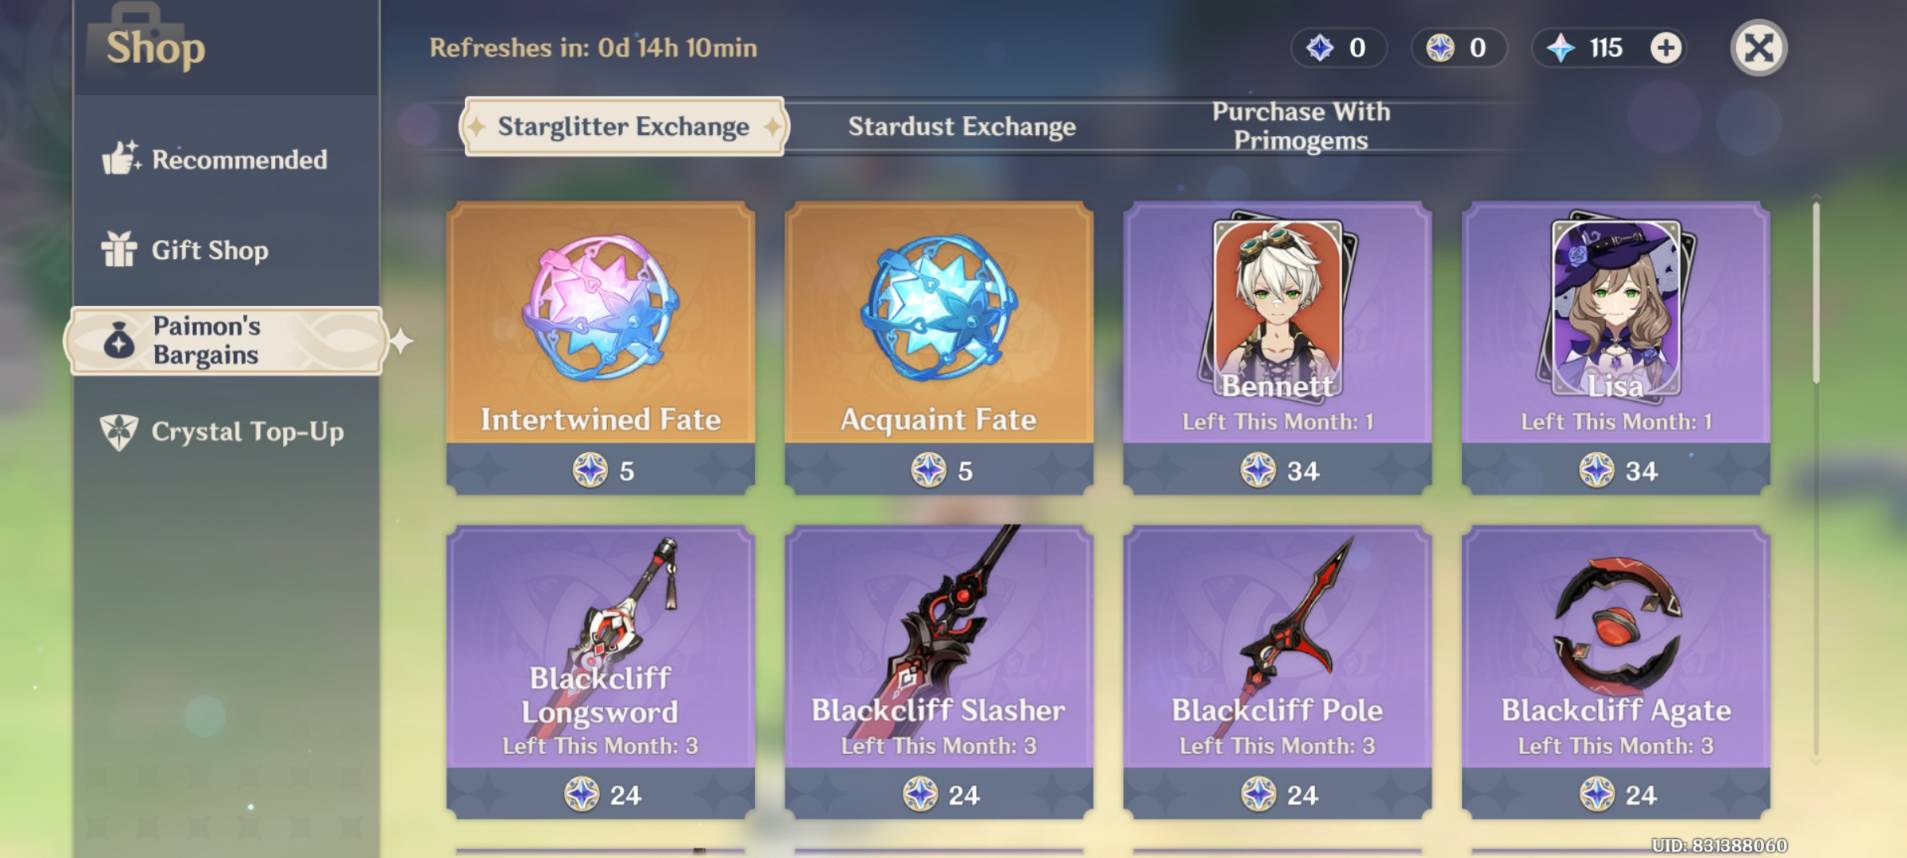 Shop
Refreshes in: 0d 14h 10min
0
0
115
Recommended
Gift Shop
Paimon's
Bargains
Crystal Top-Up
Starglitter Exchange
Stardust Exchange
Purchase With
Primogems
Intertwined Fate
5
Acquaint Fate
5
Bennett
Left This Month: 1
34
Lisa
Left This Month: 1
34
Blackcliff
Longsword
Left This Month: 3
24
Blackcliff Slasher
Left This Month: 3
24
Blackcliff Pole
Left This Month: 3
24
Blackcliff Agate
Left This Month: 3
24
UID: 831388060